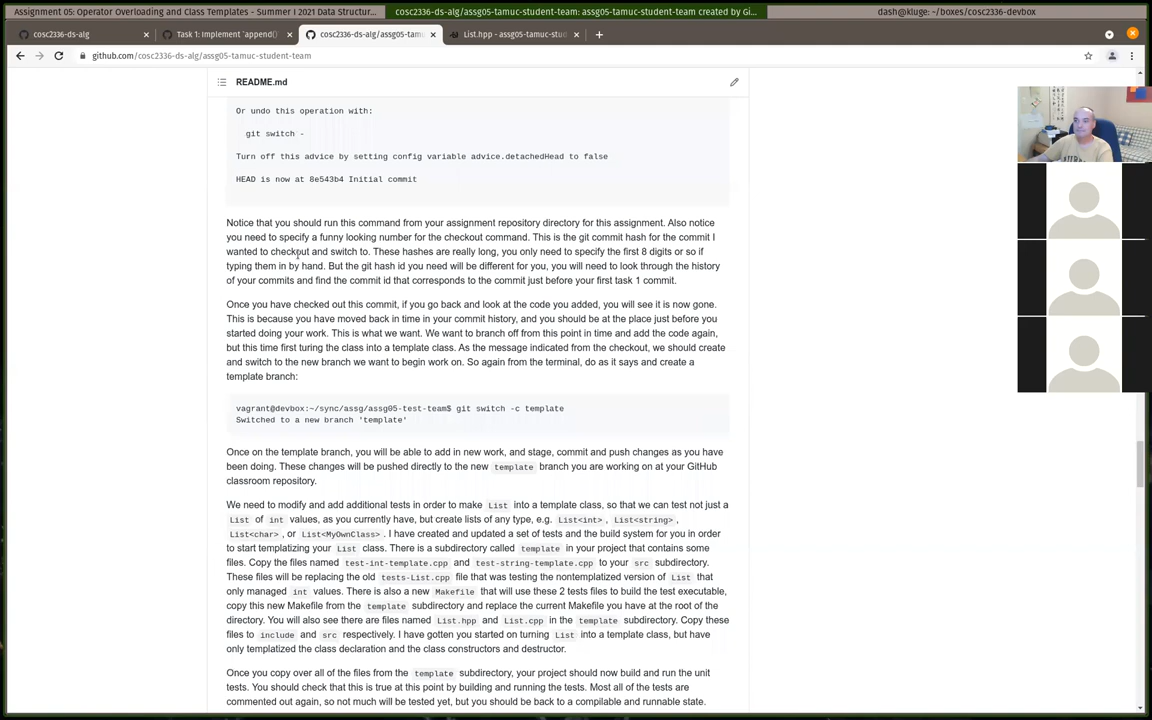 Assignment 05: Operator Overloading and Class Templates - Summer I 2021 Data Structur...
cosc2336-ds-alg/assg05-tamuc-student-team: assg05-tamuc-student-team created by Gi...
dash@kluge: ~/boxes/cosc2336-devbox
cosc2336-ds-alg
Task 1: Implement `append()`
cosc2336-ds-alg/assg05-tam
List.hpp - assg05-tamuc-stud
github.com/cosc2336-ds-alg/assg05-tamuc-student-team
README.md
Or undo this operation with:
git switch -
Turn off this advice by setting config variable advice.detachedHead to false
HEAD is now at 8e543b4 Initial commit
Notice that you should run this command from your assignment repository directory for this assignment. Also notice
you need to specify a funny looking number for the checkout command. This is the git commit hash for the commit I
wanted to checkout and switch to. These hashes are really long, you only need to specify the first 8 digits or so if
typing them in by hand. But the git hash id you need will be different for you, you will need to look through the history
of your commits and find the commit id that corresponds to the commit just before your first task 1 commit.
Once you have checked out this commit, if you go back and look at the code you added, you will see it is now gone.
This is because you have moved back in time in your commit history, and you should be at the place just before you
started doing your work. This is what we want. We want to branch off from this point in time and add the code again,
but this time first turing the class into a template class. As the message indicated from the checkout, we should create
and switch to the new branch we want to begin work on. So again from the terminal, do as it says and create a
template branch:
vagrant@devbox:~/sync/assg/assg05-test-team$ git switch -c template
Switched to a new branch 'template'
Once on the template branch, you will be able to add in new work, and stage, commit and push changes as you have
been doing. These changes will be pushed directly to the new template branch you are working on at your GitHub
classroom repository.
We need to modify and add additional tests in order to make List into a template class, so that we can test not just a
List of int values, as you currently have, but create lists of any type, e.g. List<int> , List<string> ,
List<char> , or List<MyOwnClass> . I have created and updated a set of tests and the build system for you in order
to start templatizing your List class. There is a subdirectory called template in your project that contains some
files. Copy the files named test-int-template.cpp and test-string-template.cpp to your src subdirectory.
These files will be replacing the old tests-List.cpp file that was testing the nontemplatized version of List that
only managed int values. There is also a new Makefile that will use these 2 tests files to build the test executable,
copy this new Makefile from the template subdirectory and replace the current Makefile you have at the root of the
directory. You will also see there are files named List.hpp and List.cpp in the template subdirectory. Copy these
files to include and src respectively. I have gotten you started on turning List into a template class, but have
only templatized the class declaration and the class constructors and destructor.
Once you copy over all of the files from the template subdirectory, your project should now build and run the unit
tests. You should check that this is true at this point by building and running the tests. Most all of the tests are
commented out again, so not much will be tested yet, but you should be back to a compilable and runnable state.